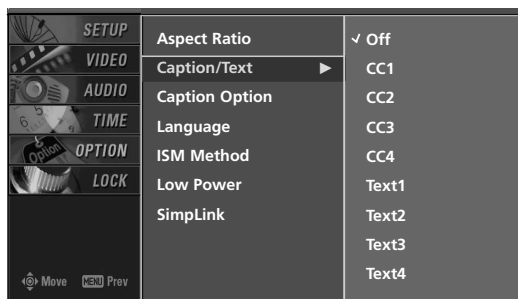 SETUP
VIDEO
AUDIO
TIME
OPTION
LOCK
Move MENU Prev
Aspect Ratio
Caption/Text
Caption Option
Language
ISM Method
Low Power
SimpLink
Off
CC1
CC2
CC3
CC4
Text1
Text2
Text3
Text4